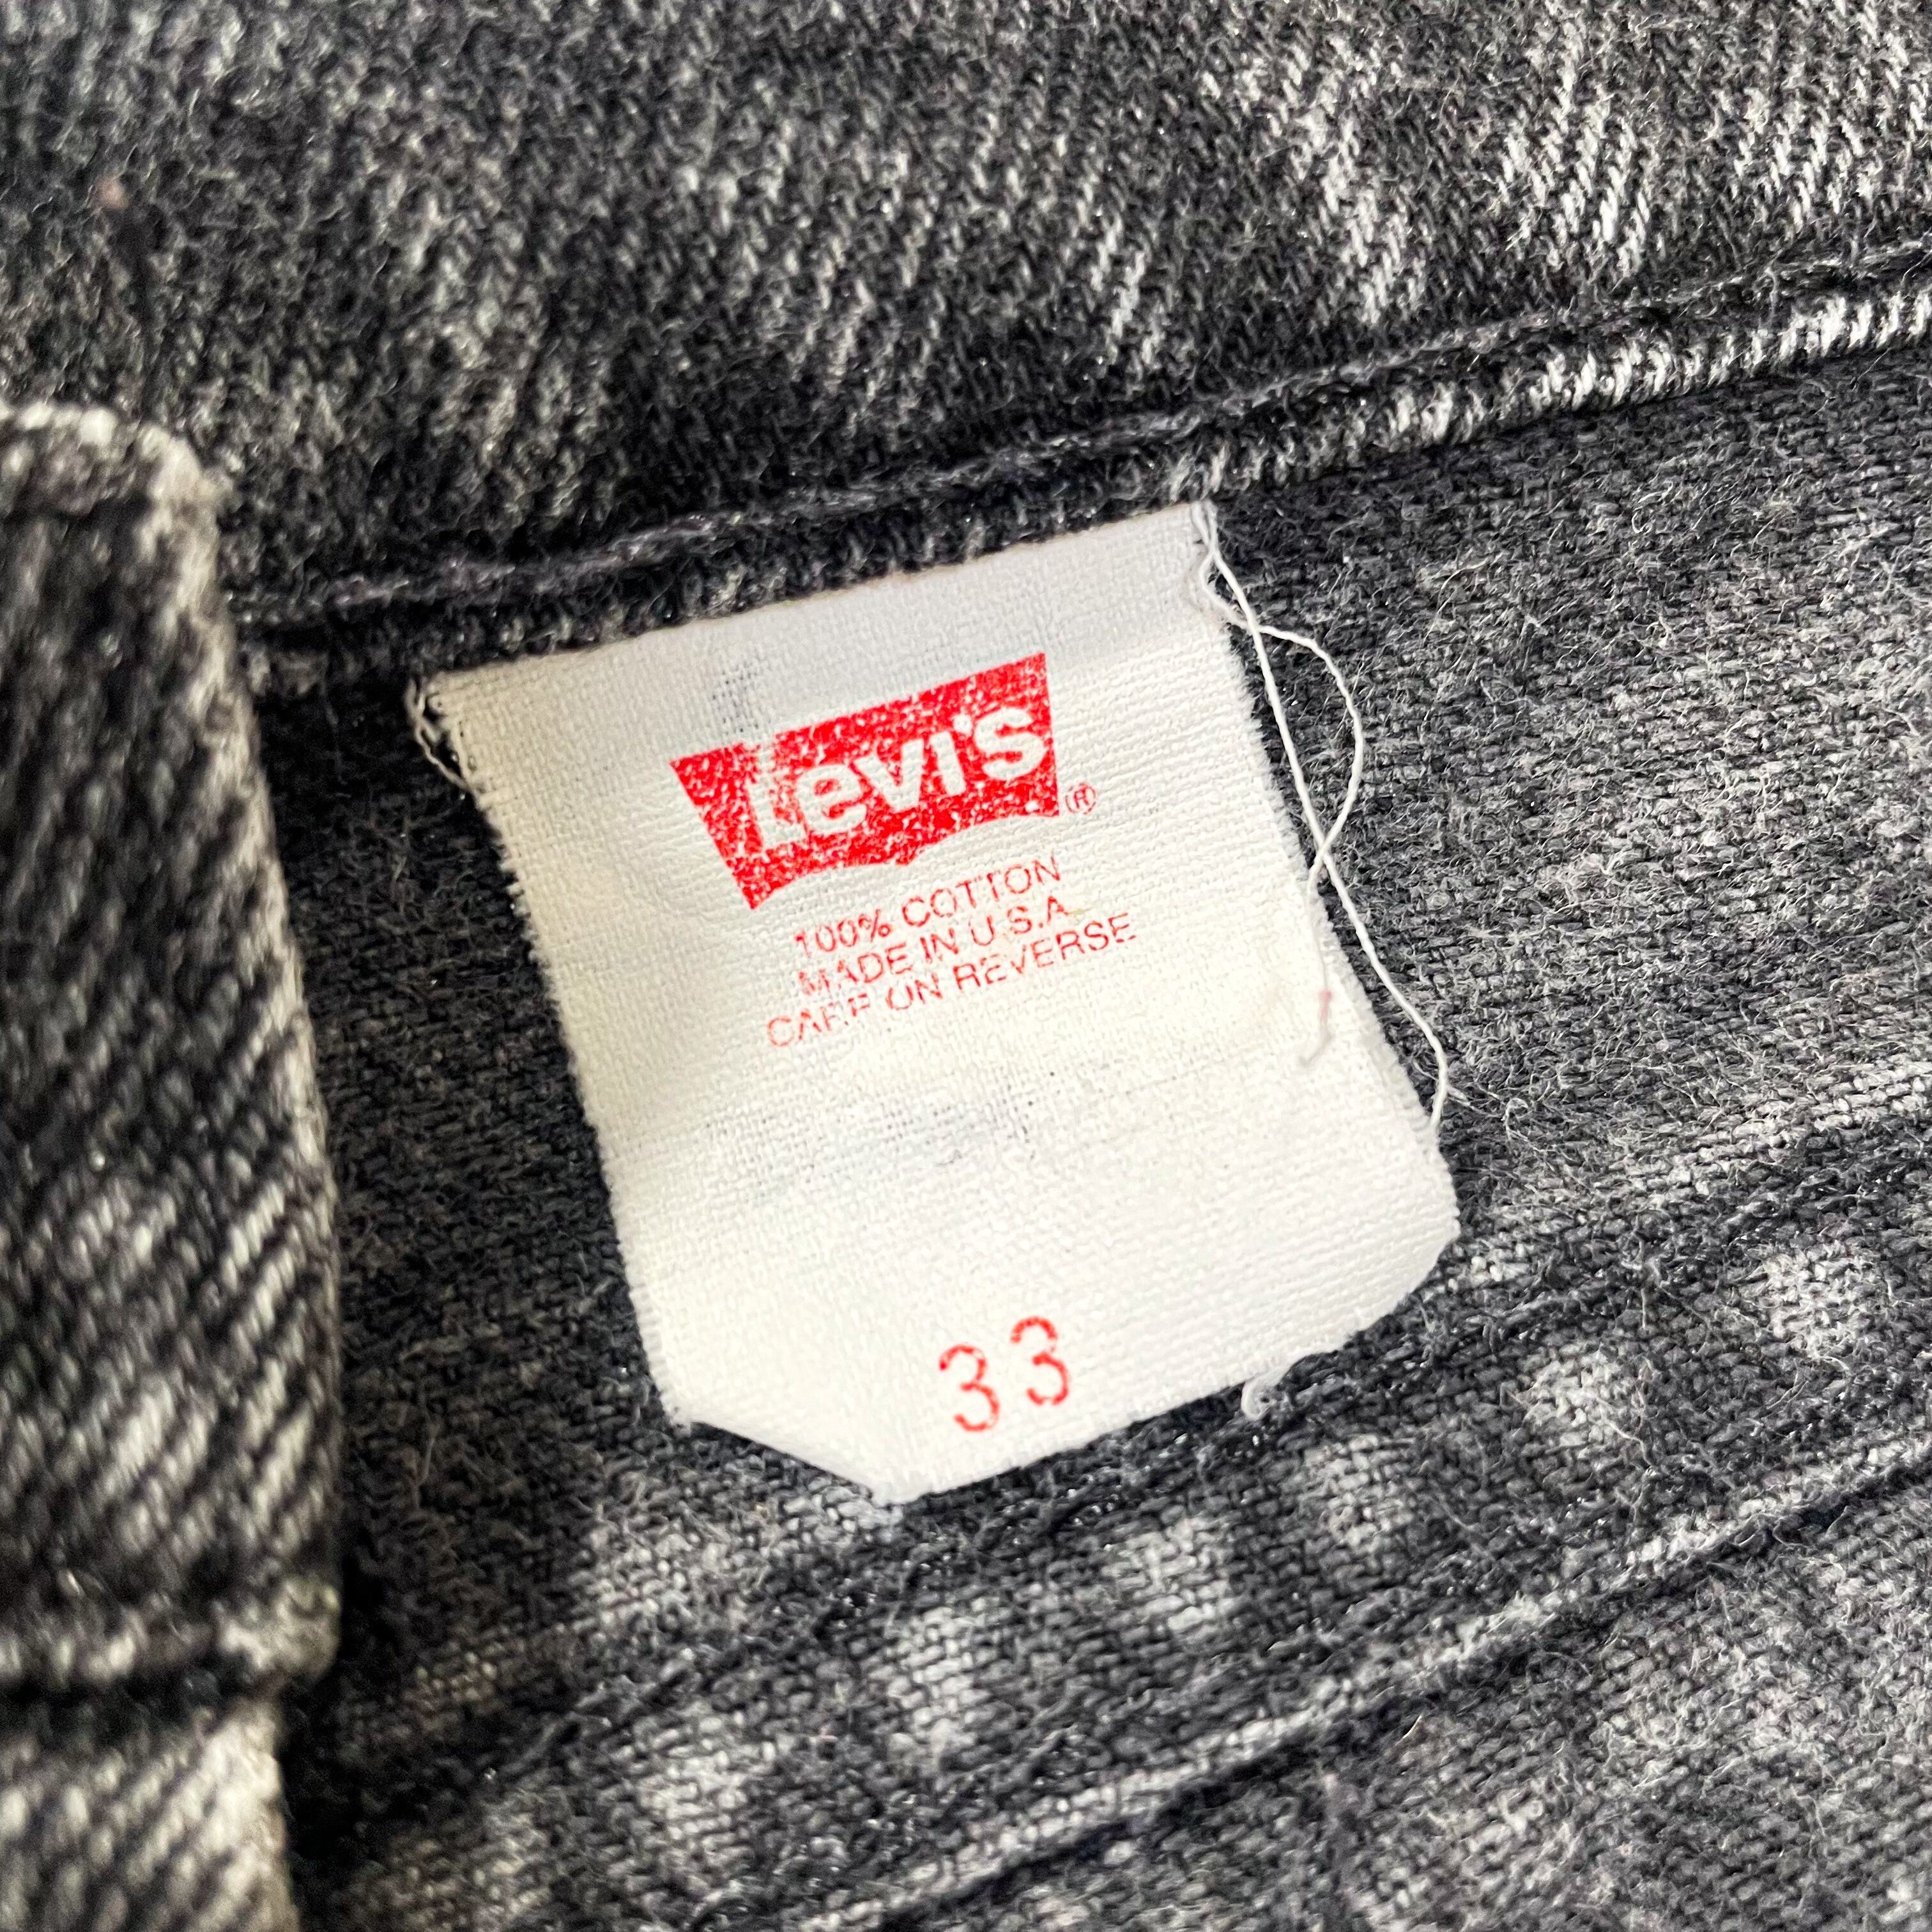 Levi's ®
100% COTTON
MADE IN U.S.A.
CARE ON REVERSE
33